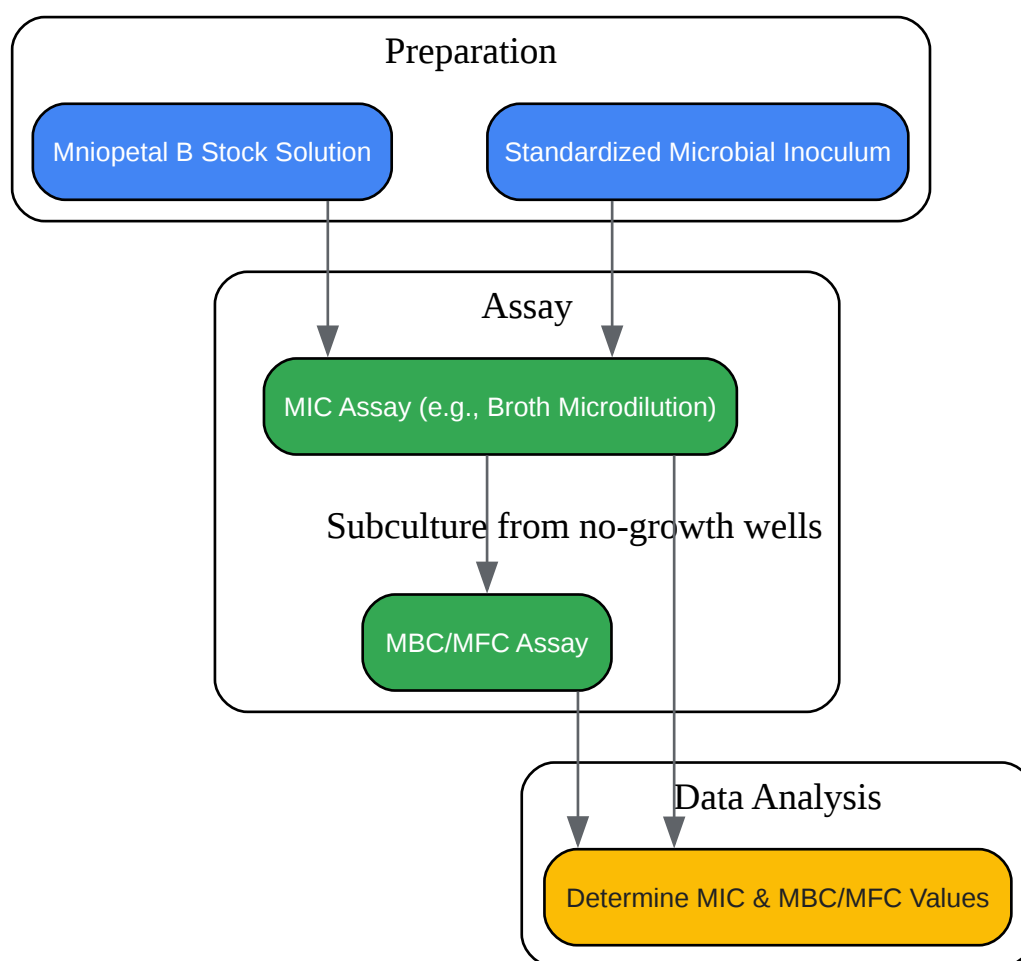 Preparation
Mniopetal B Stock Solution
Standardized Microbial Inoculum
Assay
MIC Assay (e.g., Broth Microdilution)
Subculture from no-growth wells
MBC/MFC Assay
Data Analysis
Determine MIC & MBC/MFC Values